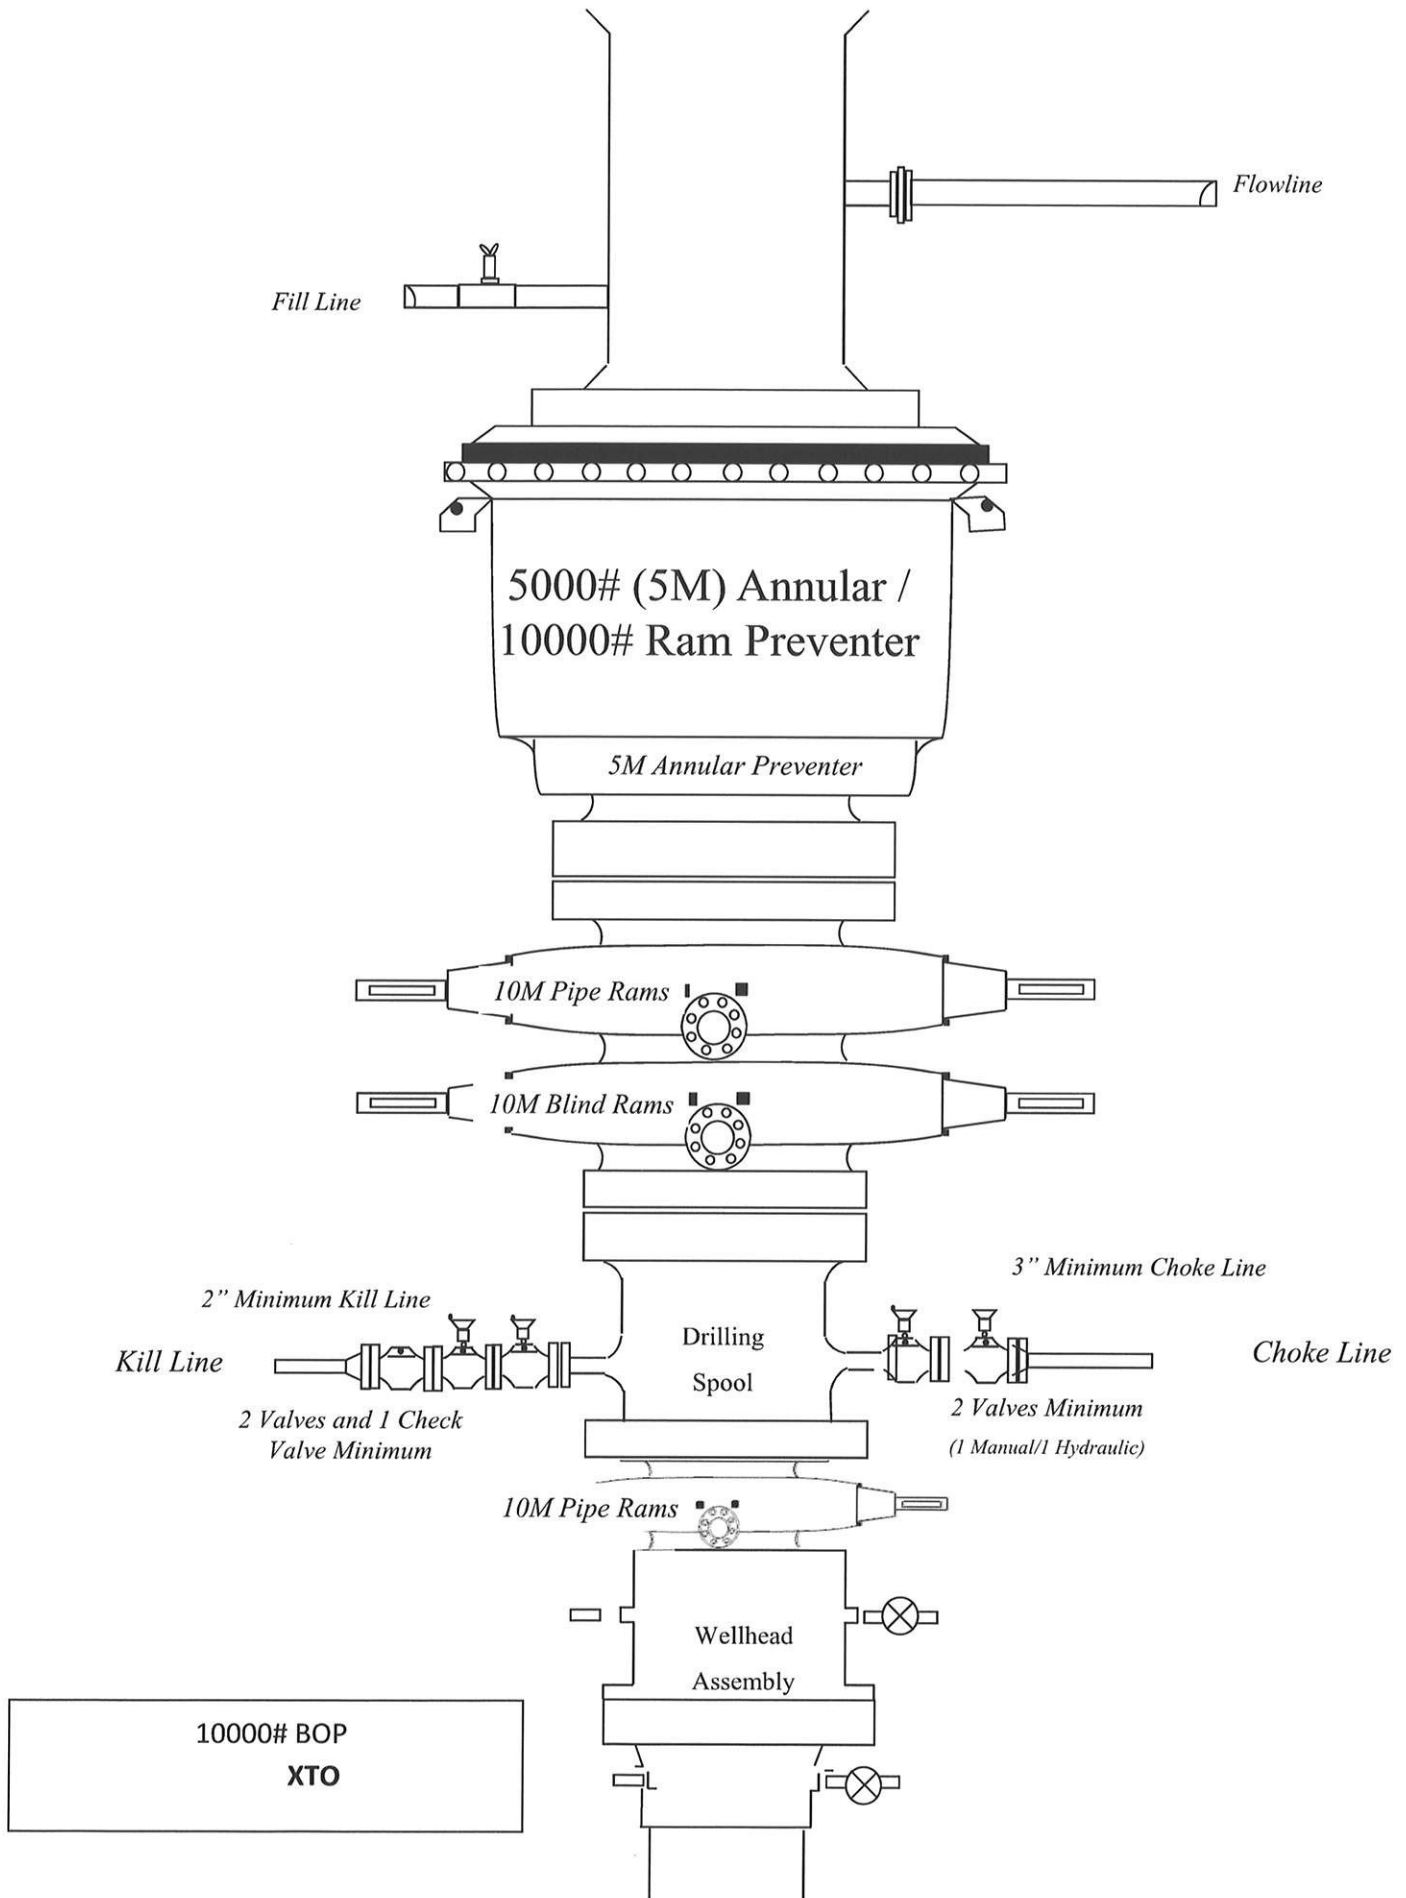 Flowline
Fill Line
5000# (5M) Annular /
10000# Ram Preventer
5M Annular Preventer
10M Pipe Rams
10M Blind Rams
3” Minimum Choke Line
2” Minimum Kill Line
Drilling
Spool
Kill Line
Choke Line
2 Valves and 1 Check
Valve Minimum
2 Valves Minimum
(1 Manual/1 Hydraulic)
10M Pipe Rams
Wellhead
Assembly
10000# BOP
XTO